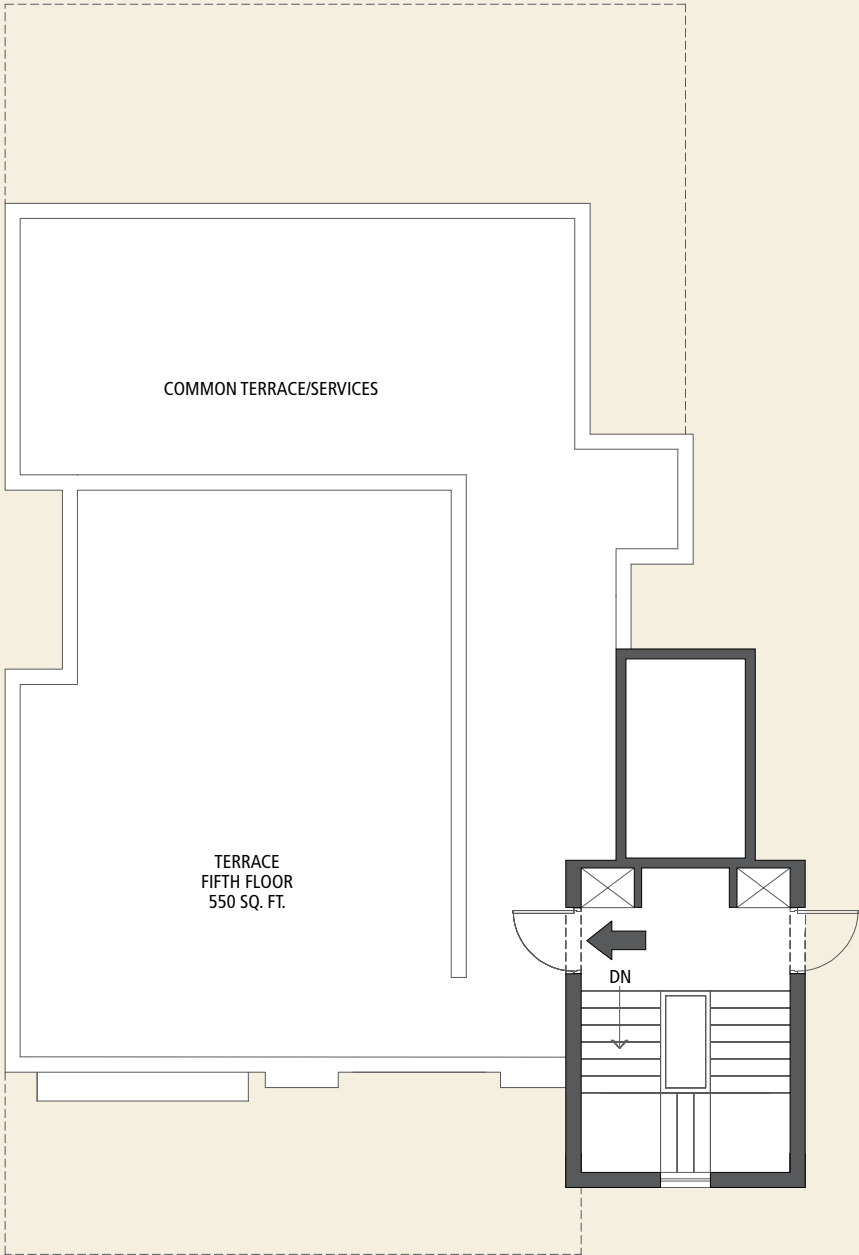 COMMON TERRACE/SERVICES
TERRACE
FIFTH FLOOR
550 SQ. FT.
DN